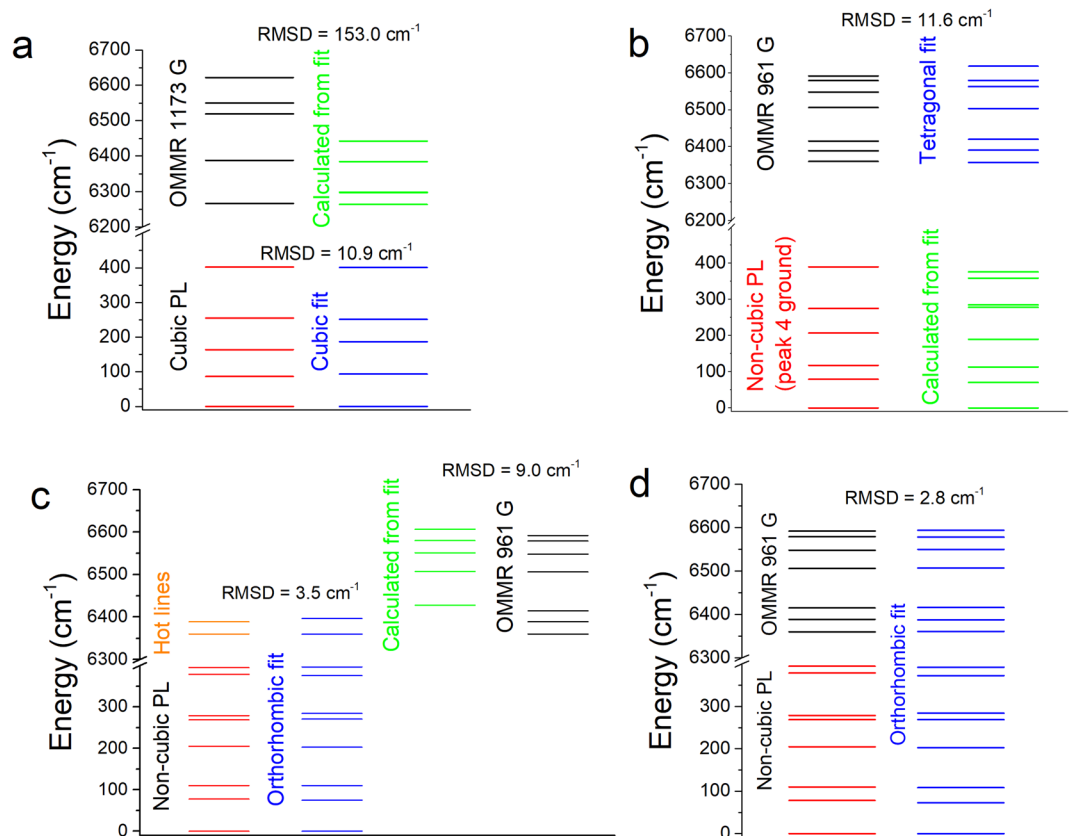 a
RMSD = 153.0 cm⁻¹
Energy (cm⁻¹)
6700
6600
6500
6400
6300
6200
400
300
200
100
0
OMMR 1173 G
Calculated from fit
RMSD = 10.9 cm⁻¹
Cubic PL
Cubic fit
b
RMSD = 11.6 cm⁻¹
Energy (cm⁻¹)
6700
6600
6500
6400
6300
6200
400
300
200
100
0
OMMR 961 G
Tetragonal fit
Non-cubic PL
(peak 4 ground)
Calculated from fit
c
RMSD = 9.0 cm⁻¹
Energy (cm⁻¹)
6700
6600
6500
6400
6300
300
200
100
0
Hot lines
RMSD = 3.5 cm⁻¹
Calculated from fit
OMMR 961 G
Non-cubic PL
Orthorhombic fit
d
RMSD = 2.8 cm⁻¹
Energy (cm⁻¹)
6700
6600
6500
6400
6300
300
200
100
0
OMMR 961 G
Non-cubic PL
Orthorhombic fit